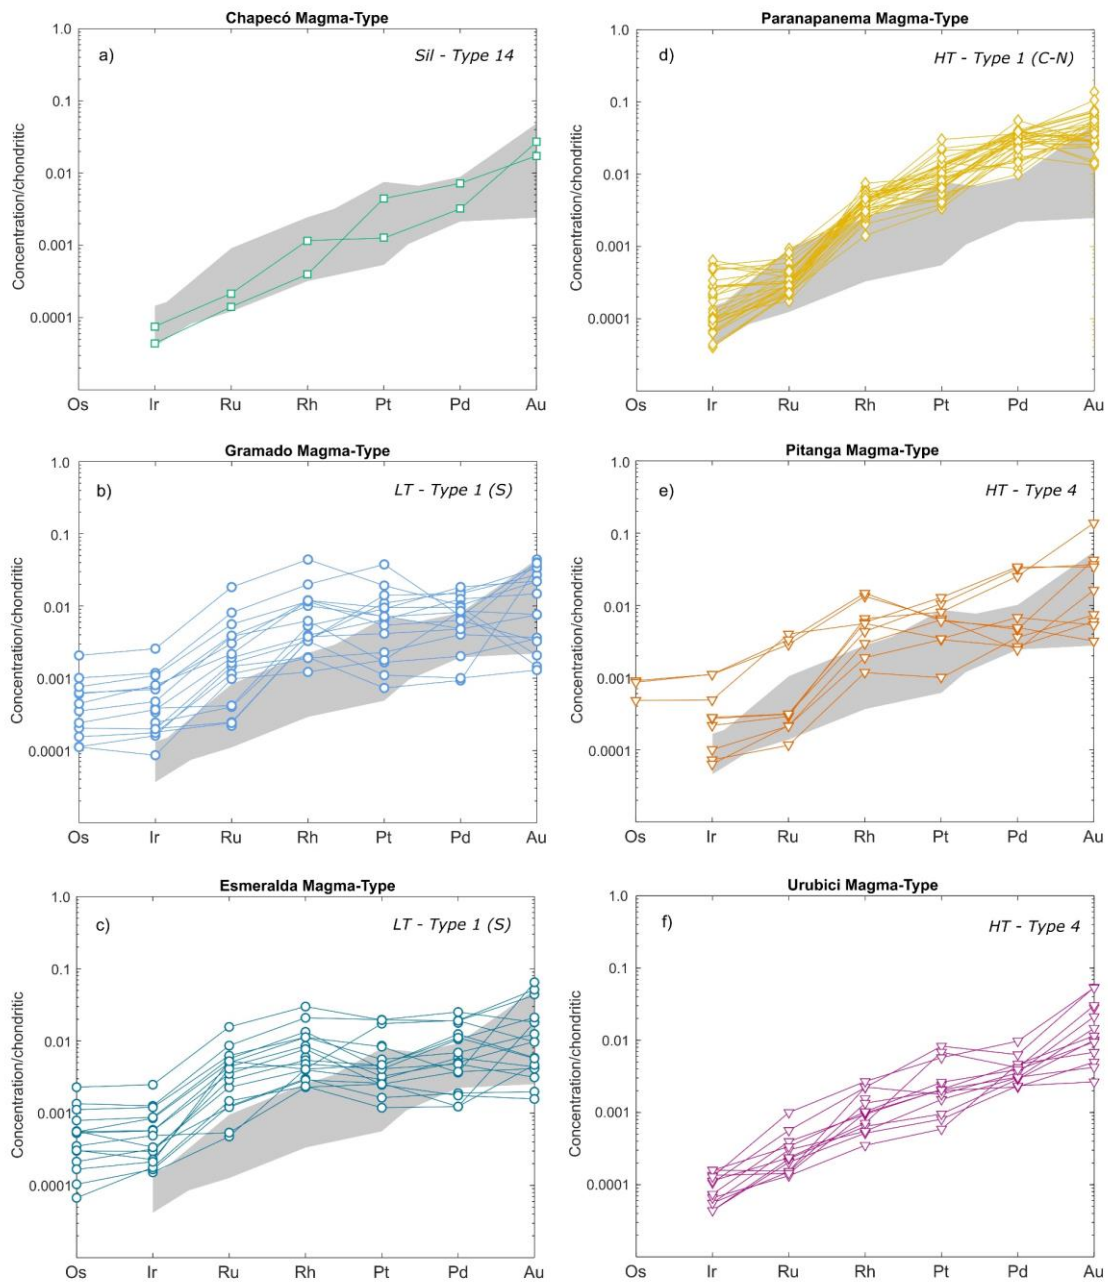 Chapecó Magma-Type
a)
Sil - Type 14
Concentration/chondritic
1.0
0.1
0.01
0.001
0.0001
Os Ir Ru Rh Pt Pd Au
Paranapanema Magma-Type
d)
HT - Type 1 (C-N)
Concentration/chondritic
1.0
0.1
0.01
0.001
0.0001
Os Ir Ru Rh Pt Pd Au
Gramado Magma-Type
b)
LT - Type 1 (S)
Concentration/chondritic
1.0
0.1
0.01
0.001
0.0001
Os Ir Ru Rh Pt Pd Au
Pitanga Magma-Type
e)
HT - Type 4
Concentration/chondritic
1.0
0.1
0.01
0.001
0.0001
Os Ir Ru Rh Pt Pd Au
Esmeralda Magma-Type
c)
LT - Type 1 (S)
Concentration/chondritic
1.0
0.1
0.01
0.001
0.0001
Os Ir Ru Rh Pt Pd Au
Urubici Magma-Type
f)
HT - Type 4
Concentration/chondritic
1.0
0.1
0.01
0.001
0.0001
Os Ir Ru Rh Pt Pd Au